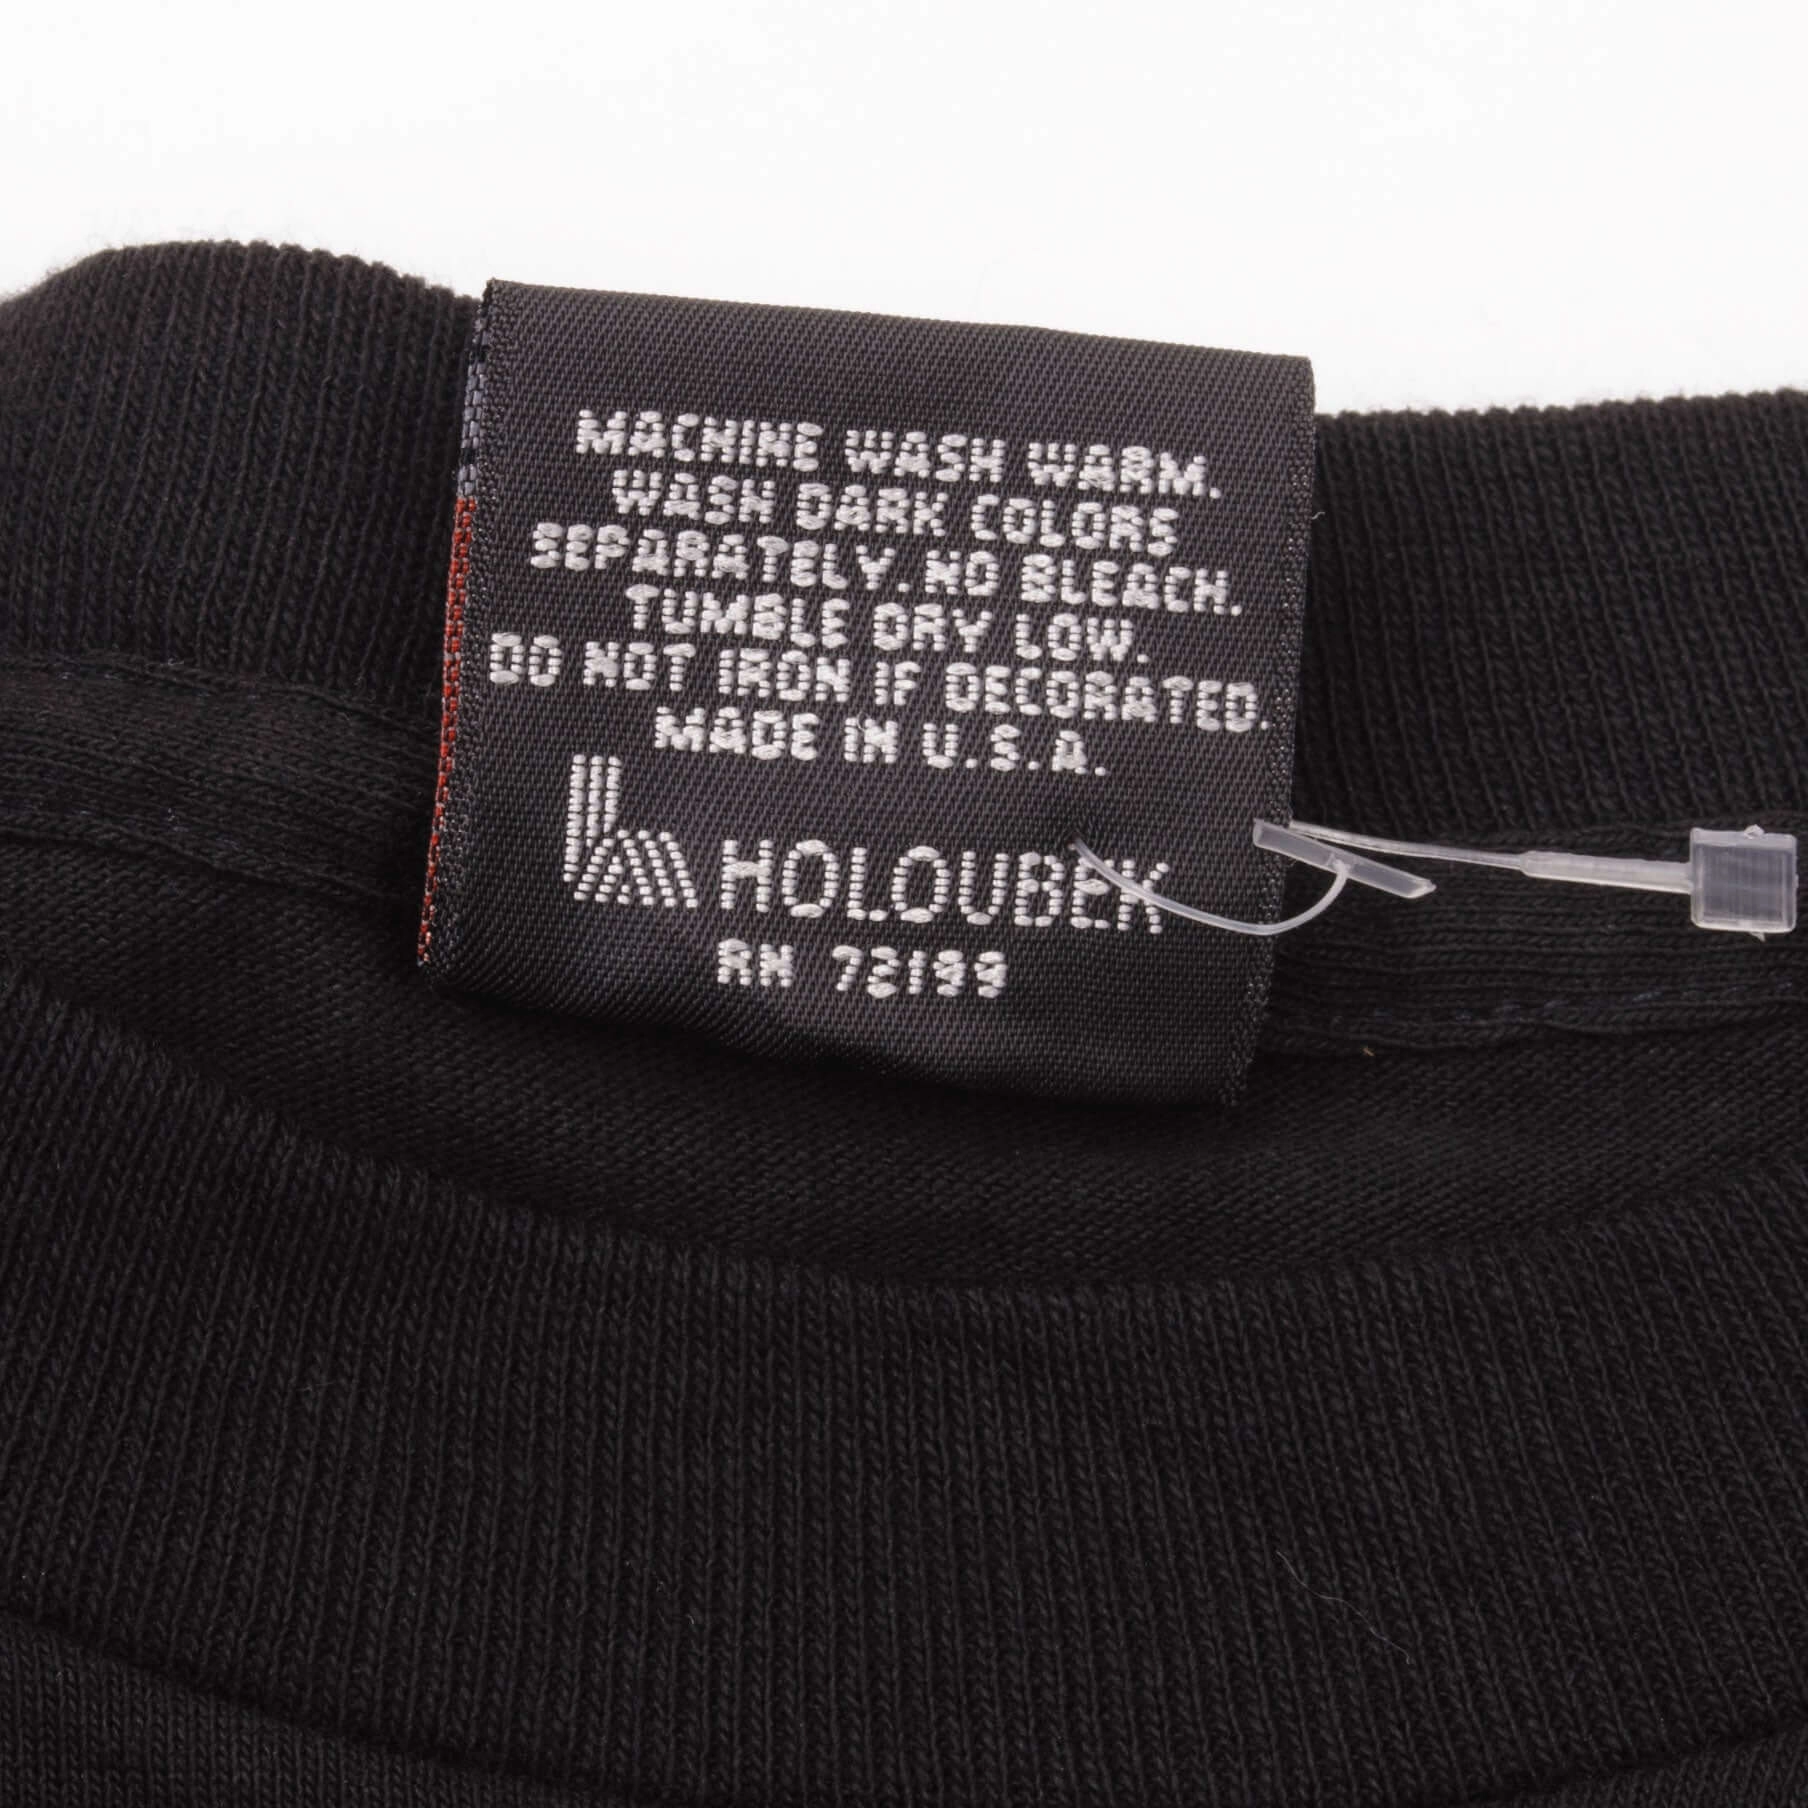 MACHINE WASH WARM.
WASH DARK COLORS
SEPARATELY. NO BLEACH.
TUMBLE DRY LOW.
DO NOT IRON IF DECORATED.
MADE IN U.S.A.
HOLOUBEK
RN 72199